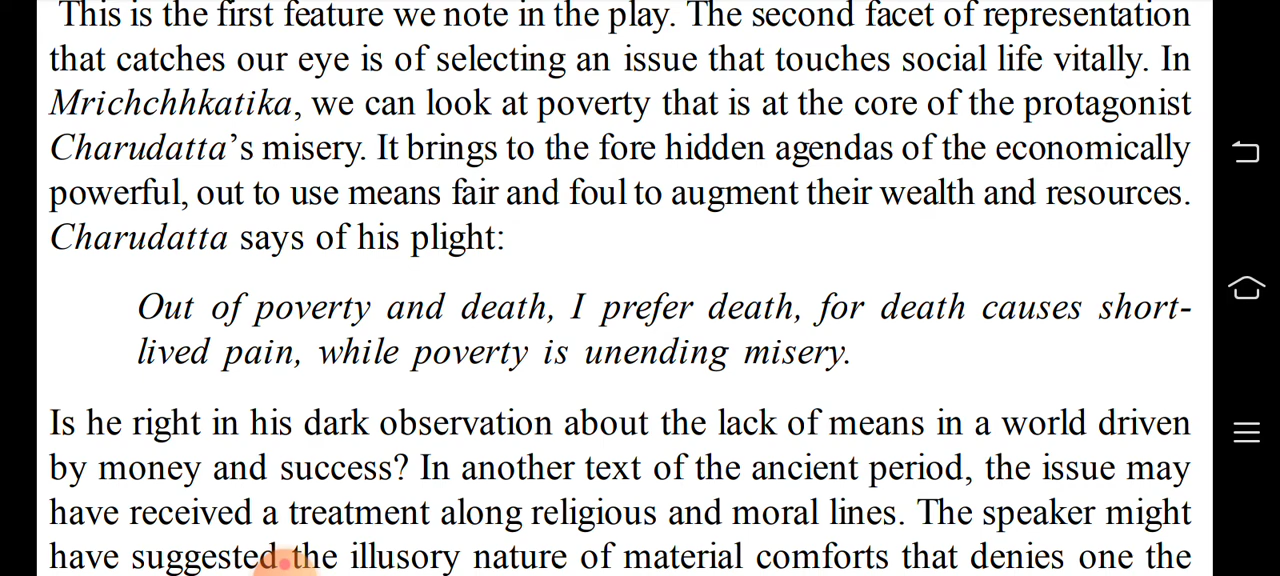 This is the first feature we note in the play. The second facet of representation
that catches our eye is of selecting an issue that touches social life vitally. In
Mrichchhkatika, we can look at poverty that is at the core of the protagonist
Charudatta's misery. It brings to the fore hidden agendas of the economically
powerful, out to use means fair and foul to augment their wealth and resources.
Charudatta says of his plight:
Out of poverty and death, I prefer death, for death causes short-
lived pain, while poverty is unending misery.
Is he right in his dark observation about the lack of means in a world driven
by money and success? In another text of the ancient period, the issue may
have received a treatment along religious and moral lines. The speaker might
have suggested the illusory nature of material comforts that denies one the